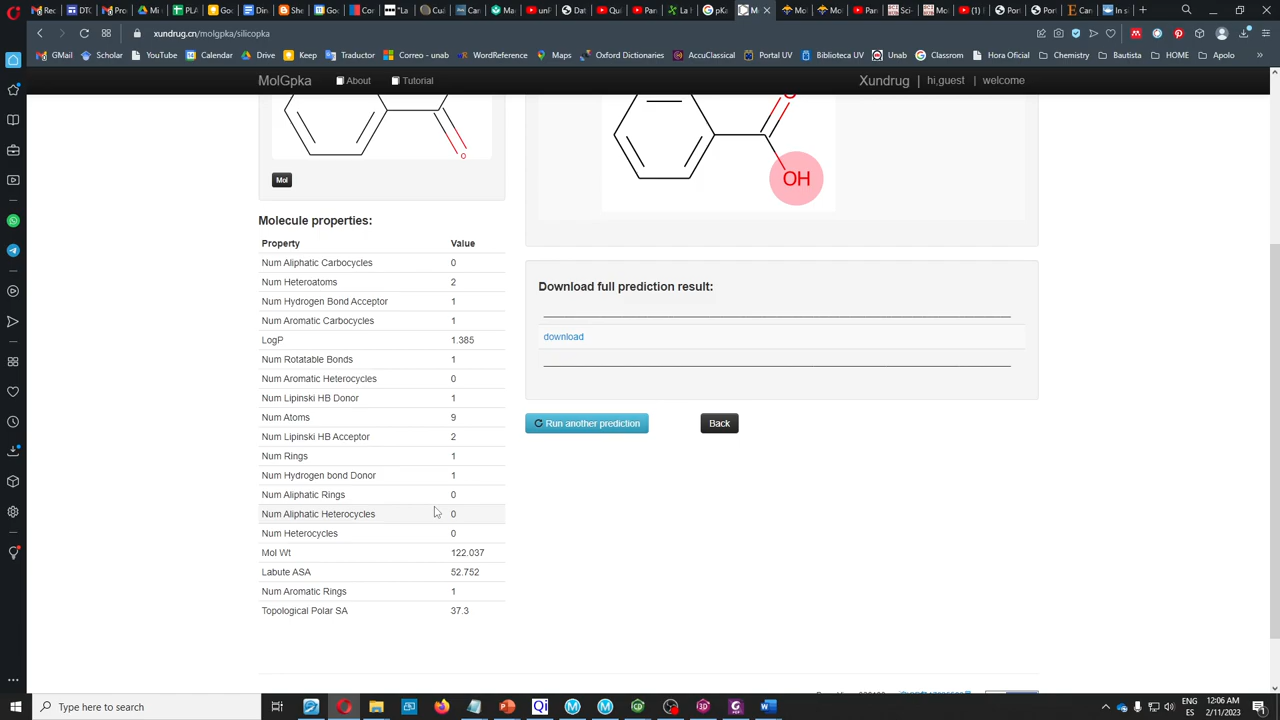 xundrug.cn/molgpka/silicopka
GMail Scholar YouTube Calendar Drive Keep Traductor Correo - unab WordReference Maps Oxford Dictionaries AccuClassical Portal UV Biblioteca UV Unab Classrom Hora Oficial Chemistry Bautista HOME Apolo
MolGpka About Tutorial Xundrug hi,guest welcome
OH
Mol
Molecule properties:
Property Value
Num Aliphatic Carbocycles 0
Num Heteroatoms 2
Num Hydrogen Bond Acceptor 1
Num Aromatic Carbocycles 1
LogP 1.385
Num Rotatable Bonds 1
Num Aromatic Heterocycles 0
Num Lipinski HB Donor 1
Num Atoms 9
Num Lipinski HB Acceptor 2
Num Rings 1
Num Hydrogen bond Donor 1
Num Aliphatic Rings 0
Num Aliphatic Heterocycles 0
Num Heterocycles 0
Mol Wt 122.037
Labute ASA 52.752
Num Aromatic Rings 1
Topological Polar SA 37.3
Download full prediction result:
download
Run another prediction Back
Type here to search
ENG
ES
12:06 AM
2/11/2023